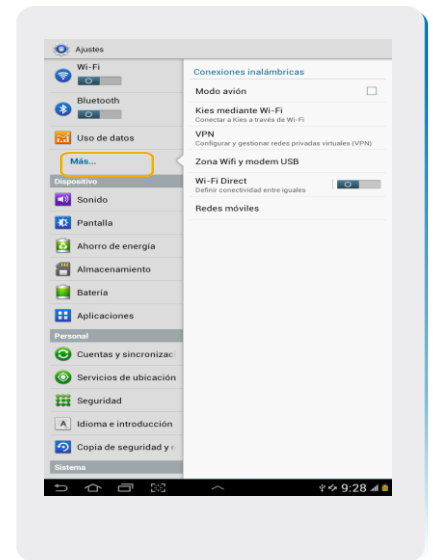 Ajustes
Wi-Fi
Bluetooth
Uso de datos
Más...
Dispositivo
Sonido
Pantalla
Ahorro de energía
Almacenamiento
Batería
Aplicaciones
Personal
Cuentas y sincronizac
Servicios de ubicación
Seguridad
A Idioma e introducción
Copia de seguridad y r
Sistema
Conexiones inalámbricas
Modo avión
Kies mediante Wi-Fi
Conectar a Kies a través de Wi-Fi
VPN
Configurar y gestionar redes privadas virtuales (VPN)
Zona Wifi y modem USB
Wi-Fi Direct
Definir conectividad entre iguales
Redes móviles
9:28